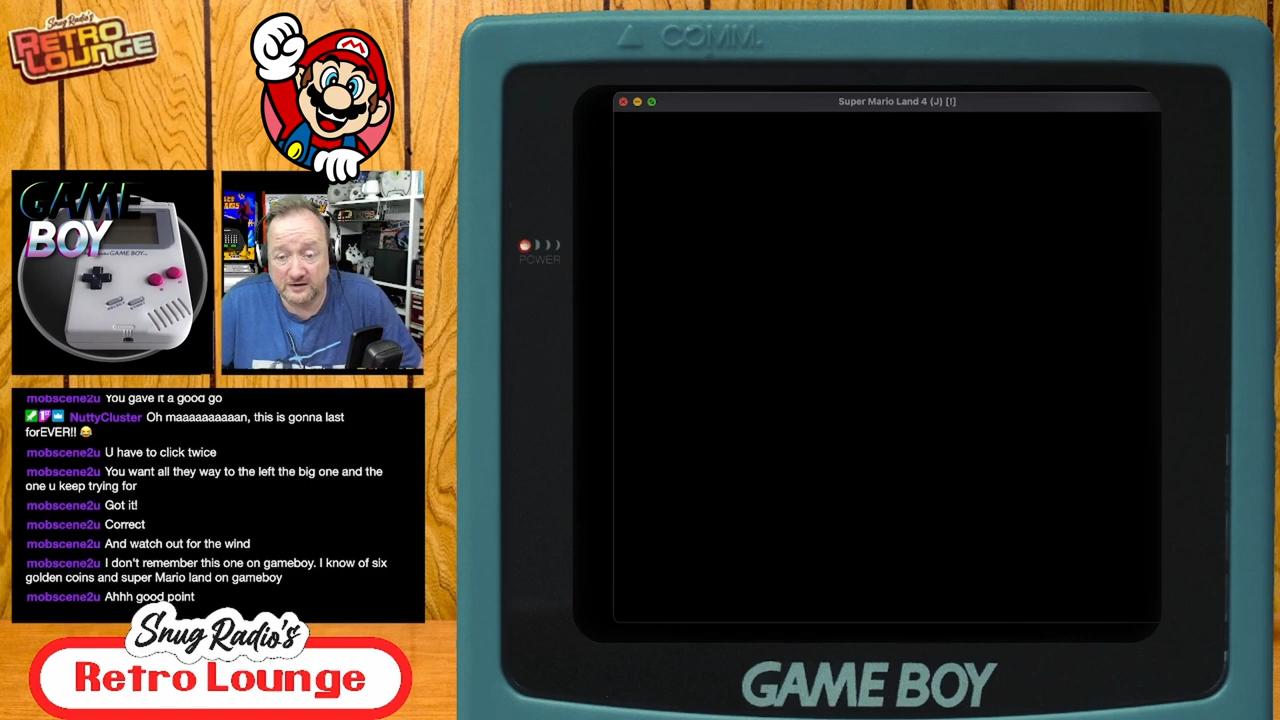 Snug Radio's
RETRO
LOUNGE
COMM.
Super Mario Land 4 (J) [!]
GAME
BOY
GAME BOY
POWER
mobscene2u You gave it a good go
NuttyCluster Oh maaaaaaaaaan, this is gonna last
forEVER!! 😂
mobscene2u U have to click twice
mobscene2u You want all they way to the left the big one and the
one u keep trying for
mobscene2u Got it!
mobscene2u Correct
mobscene2u And watch out for the wind
mobscene2u I don't remember this one on gameboy. I know of six
golden coins and super Mario land on gameboy
mobscene2u Ahhh good point
Snug Radio's
Retro Lounge
GAME BOY